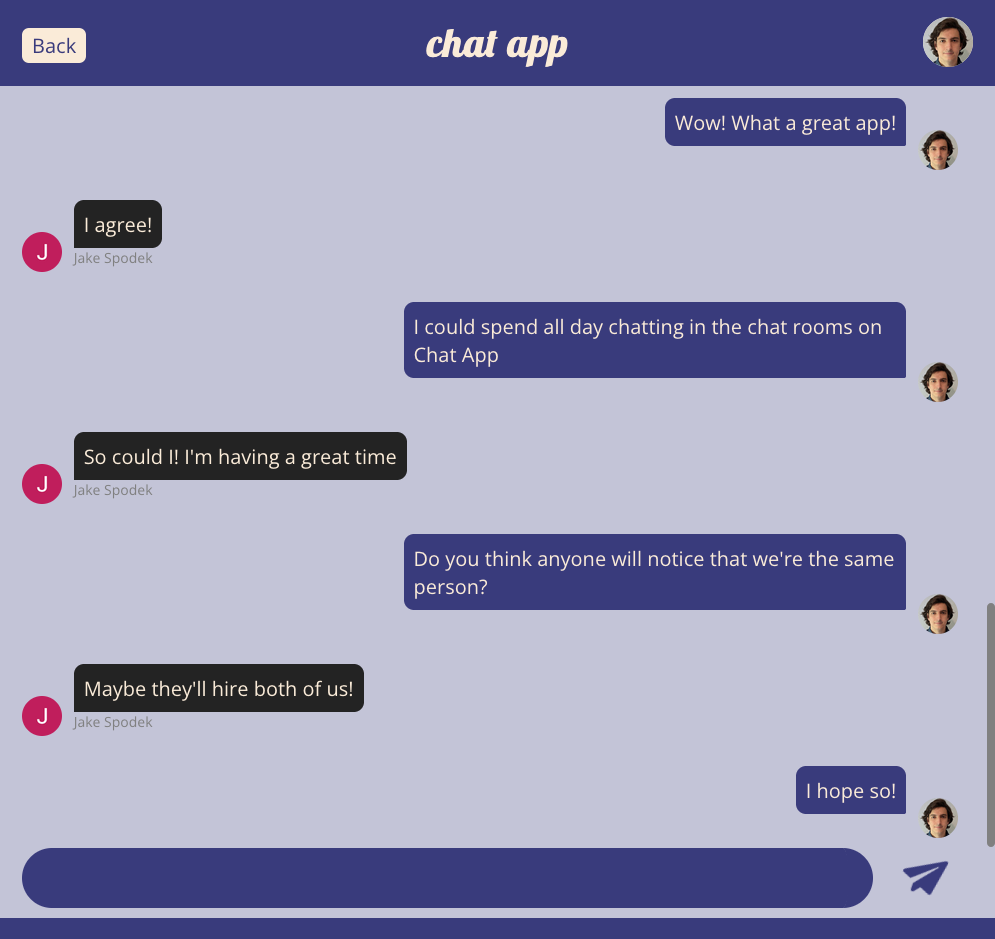 Back
chat app
Wow! What a great app!
I agree!
J
Jake Spodek
I could spend all day chatting in the chat rooms on
Chat App
So could I! I'm having a great time
J
Jake Spodek
Do you think anyone will notice that we're the same
person?
Maybe they'll hire both of us!
J
Jake Spodek
I hope so!